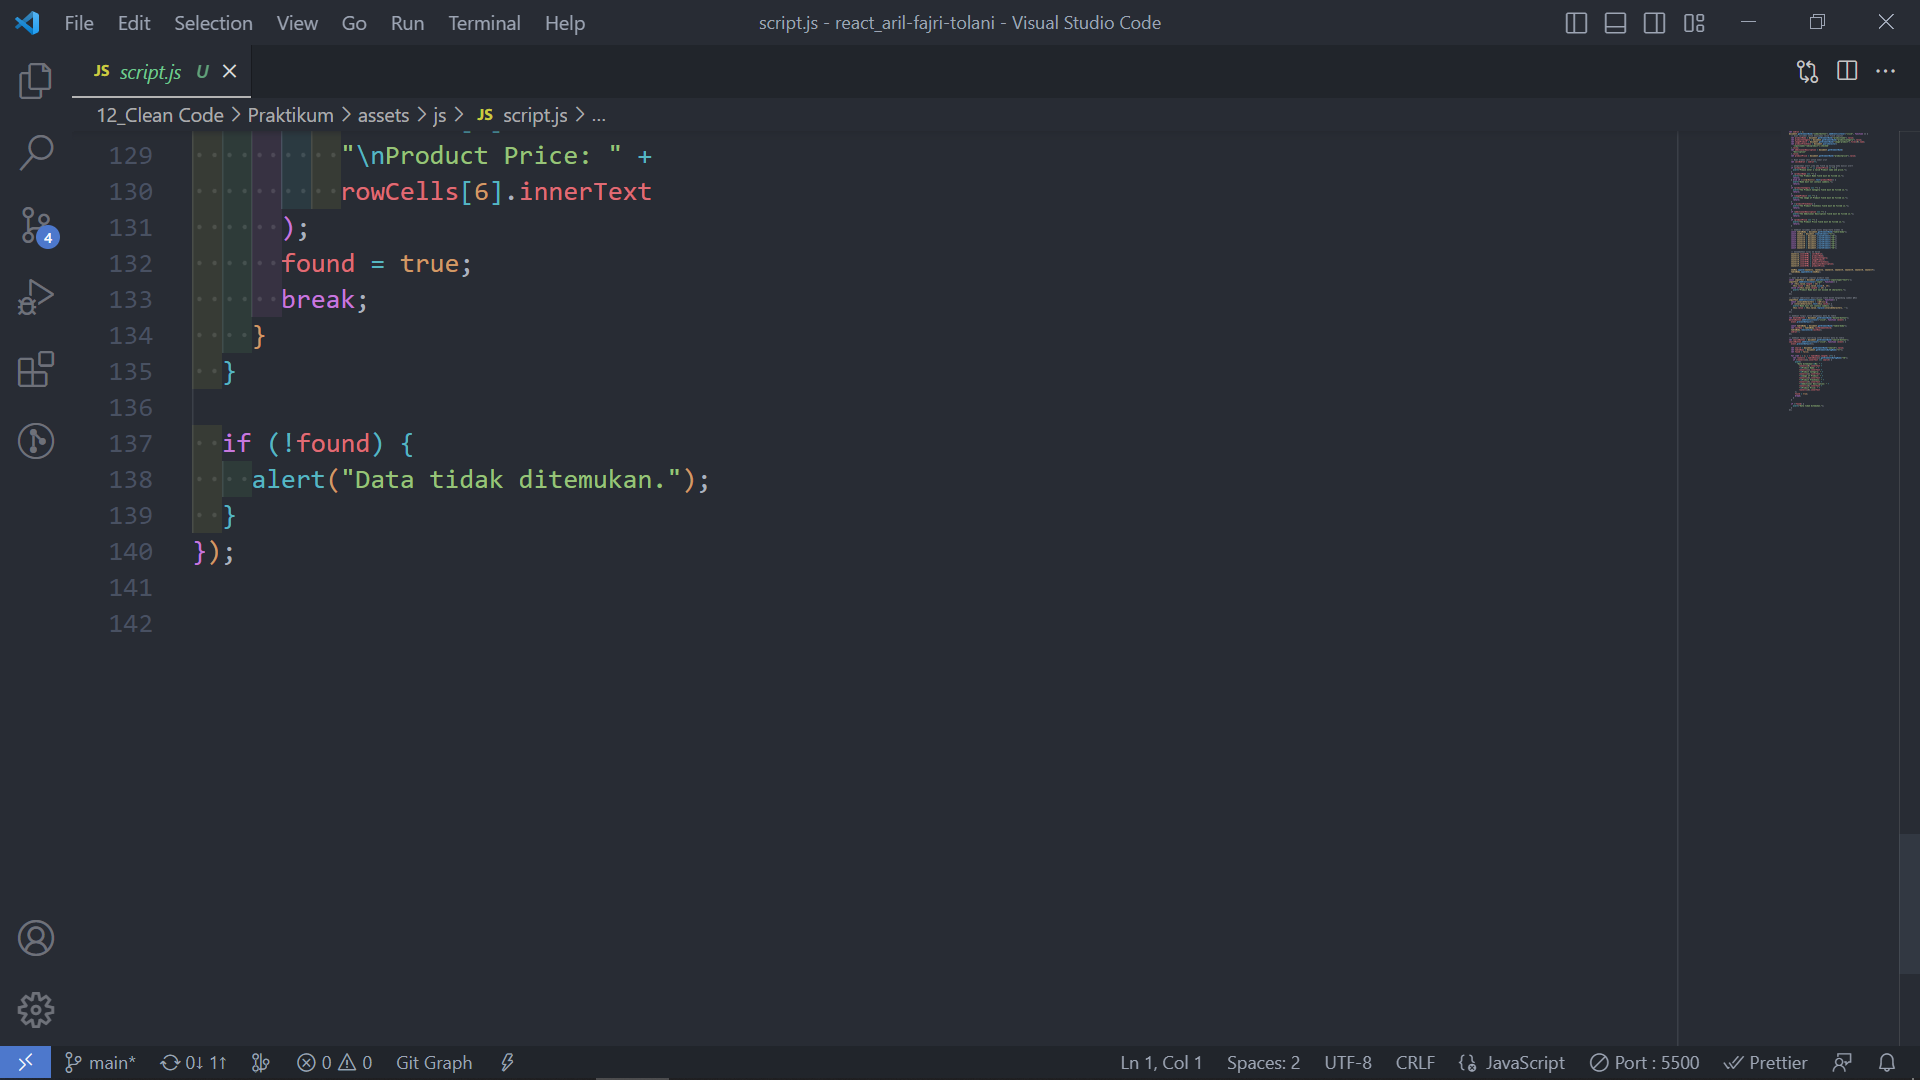 File Edit Selection View Go Run Terminal Help
script.js - react_aril-fajri-tolani - Visual Studio Code
JS script.js U
12_Clean Code > Praktikum > assets > js > JS script.js > ...
129 "\nProduct Price: " +
130 rowCells[6].innerText
131 );
132 found = true;
133 break;
134 }
135 }
136
137 if (!found) {
138 alert("Data tidak ditemukan.");
139 }
140 });
141
142
4
main* 0↓ 1↑ 0 0 Git Graph
Ln 1, Col 1 Spaces: 2 UTF-8 CRLF JavaScript Port : 5500 Prettier